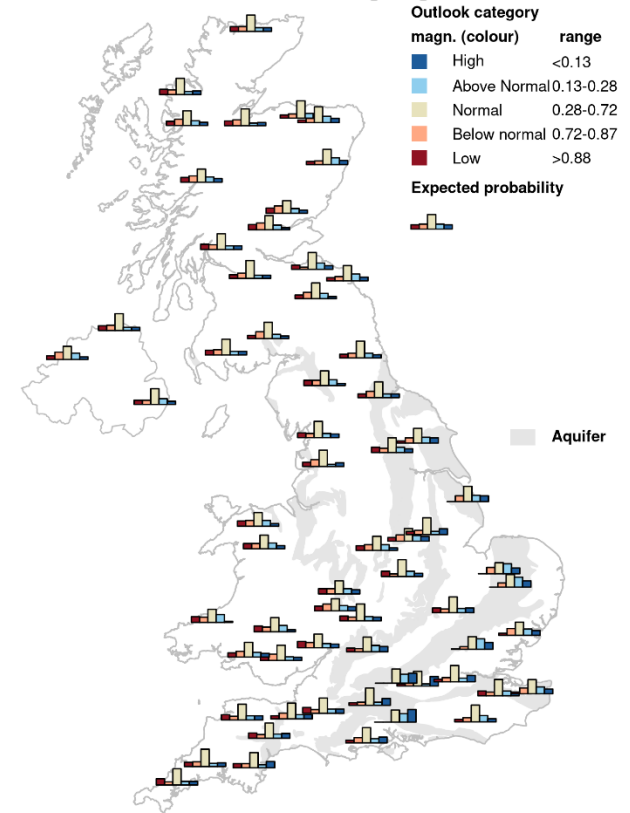 Outlook category
magn. (colour) range
High <0.13
Above Normal 0.13-0.28
Normal 0.28-0.72
Below normal 0.72-0.87
Low >0.88
Expected probability
Aquifer